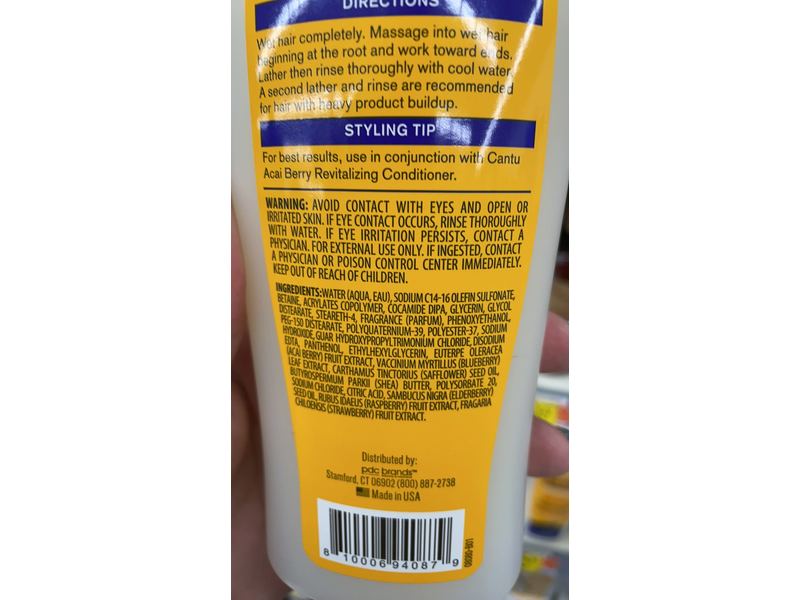 DIRECTIONS
Wet hair completely. Massage into wet hair
beginning at the root and work toward ends.
Lather then rinse thoroughly with cool water.
A second lather and rinse are recommended
for hair with heavy product buildup.
STYLING TIP
For best results, use in conjunction with Cantu
Acai Berry Revitalizing Conditioner.
WARNING: AVOID CONTACT WITH EYES AND OPEN OR
IRRITATED SKIN. IF EYE CONTACT OCCURS, RINSE THOROUGHLY
WITH WATER. IF EYE IRRITATION PERSISTS, CONTACT A
PHYSICIAN. FOR EXTERNAL USE ONLY. IF INGESTED, CONTACT
A PHYSICIAN OR POISON CONTROL CENTER IMMEDIATELY.
KEEP OUT OF REACH OF CHILDREN.
INGREDIENTS:WATER (AQUA, EAU), SODIUM C14-16 OLEFIN SULFONATE,
BETAINE, ACRYLATES COPOLYMER, COCAMIDE DIPA, GLYCERIN, GLYCOL
DISTEARATE, STEARETH-4, FRAGRANCE (PARFUM), PHENOXYETHANOL,
PEG-150 DISTEARATE, POLYQUATERNIUM-39, POLYESTER-37, SODIUM
HYDROXIDE, GUAR HYDROXYPROPYLTRIMONIUM CHLORIDE, DISODIUM
EDTA, PANTHENOL, ETHYLHEXYLGLYCERIN, EUTERPE OLERACEA
(ACAI BERRY) FRUIT EXTRACT, VACCINIUM MYRTILLUS (BLUEBERRY)
LEAF EXTRACT, CARTHAMUS TINCTORIUS (SAFFLOWER) SEED OIL,
BUTYROSPERMUM PARKII (SHEA) BUTTER, POLYSORBATE 20,
SODIUM CHLORIDE, CITRIC ACID, SAMBUCUS NIGRA (ELDERBERRY)
SEED OIL, RUBUS IDAEUS (RASPBERRY) FRUIT EXTRACT, FRAGARIA
CHILOENSIS (STRAWBERRY) FRUIT EXTRACT.
Distributed by:
pdc brands™
Stamford, CT 06902 (800) 887-2738
Made in USA
8 10006 94087 9
08080-B01